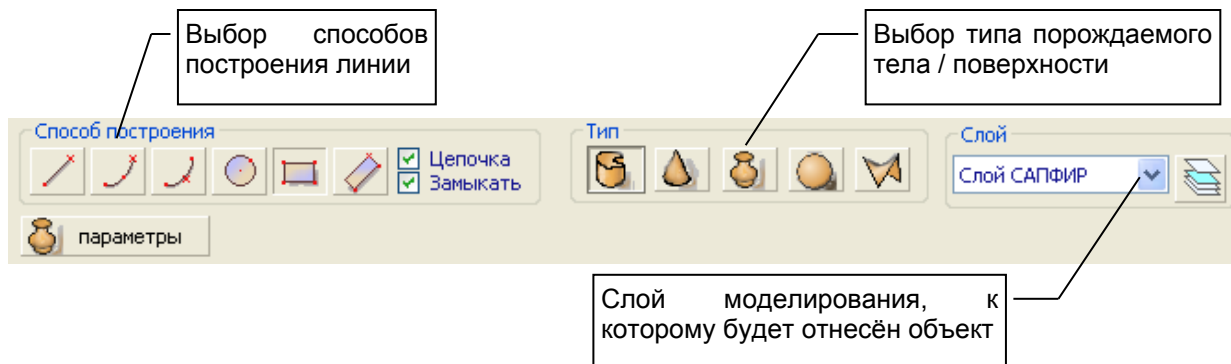 Выбор способов
построения линии
Выбор типа порождаемого
тела / поверхности
Способ построения
Цепочка
Замыкать
Тип
Слой
Слой САПФИР
параметры
Слой моделирования, к
которому будет отнесён объект